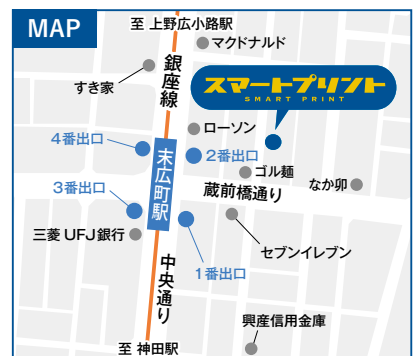 MAP
至 上野広小路駅
マクドナルド
すき家
銀座線
スマートプリント
SMART PRINT
ローソン
4番出口
2番出口
末広町駅
ゴル麺
なか卯
3番出口
蔵前橋通り
三菱 UFJ銀行
セブンイレブン
1番出口
中央通り
興産信用金庫
至 神田駅